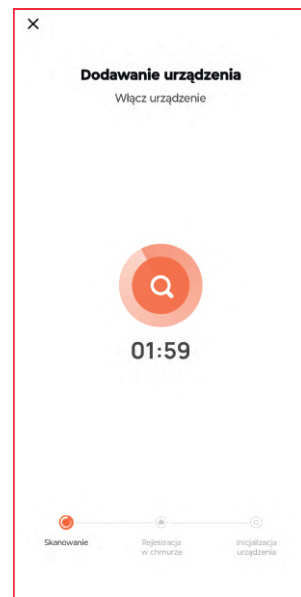 Dodawanie urządzenia
Włącz urządzenie
01:59
Skanowanie
Rejestracja
w chmurze
Inicjalizacja
urządzenia